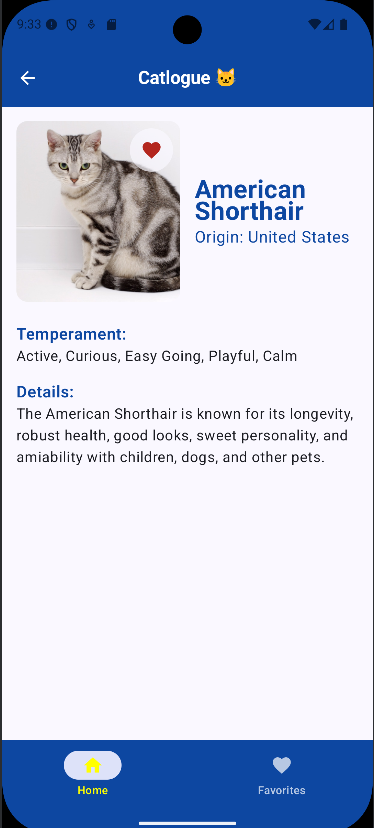 9:33
Catlogue 🐱
American
Shorthair
Origin: United States
Temperament:
Active, Curious, Easy Going, Playful, Calm
Details:
The American Shorthair is known for its longevity,
robust health, good looks, sweet personality, and
amiability with children, dogs, and other pets.
Home
Favorites